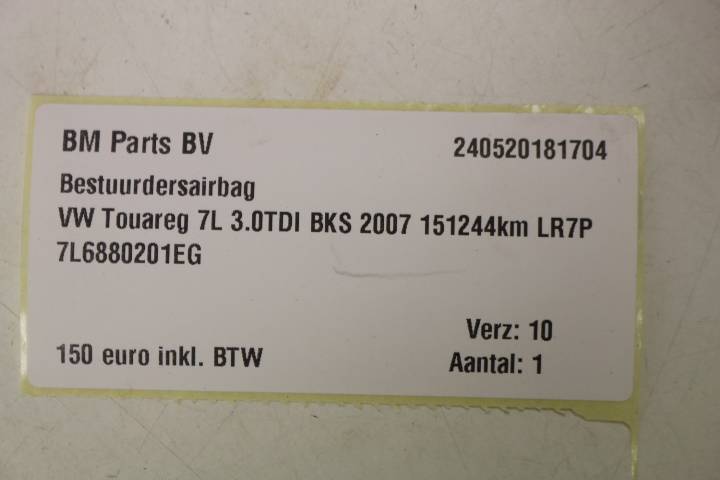 BM Parts BV 240520181704
Bestuurdersairbag
VW Touareg 7L 3.0TDI BKS 2007 151244km LR7P
7L6880201EG
Verz: 10
150 euro inkl. BTW Aantal: 1